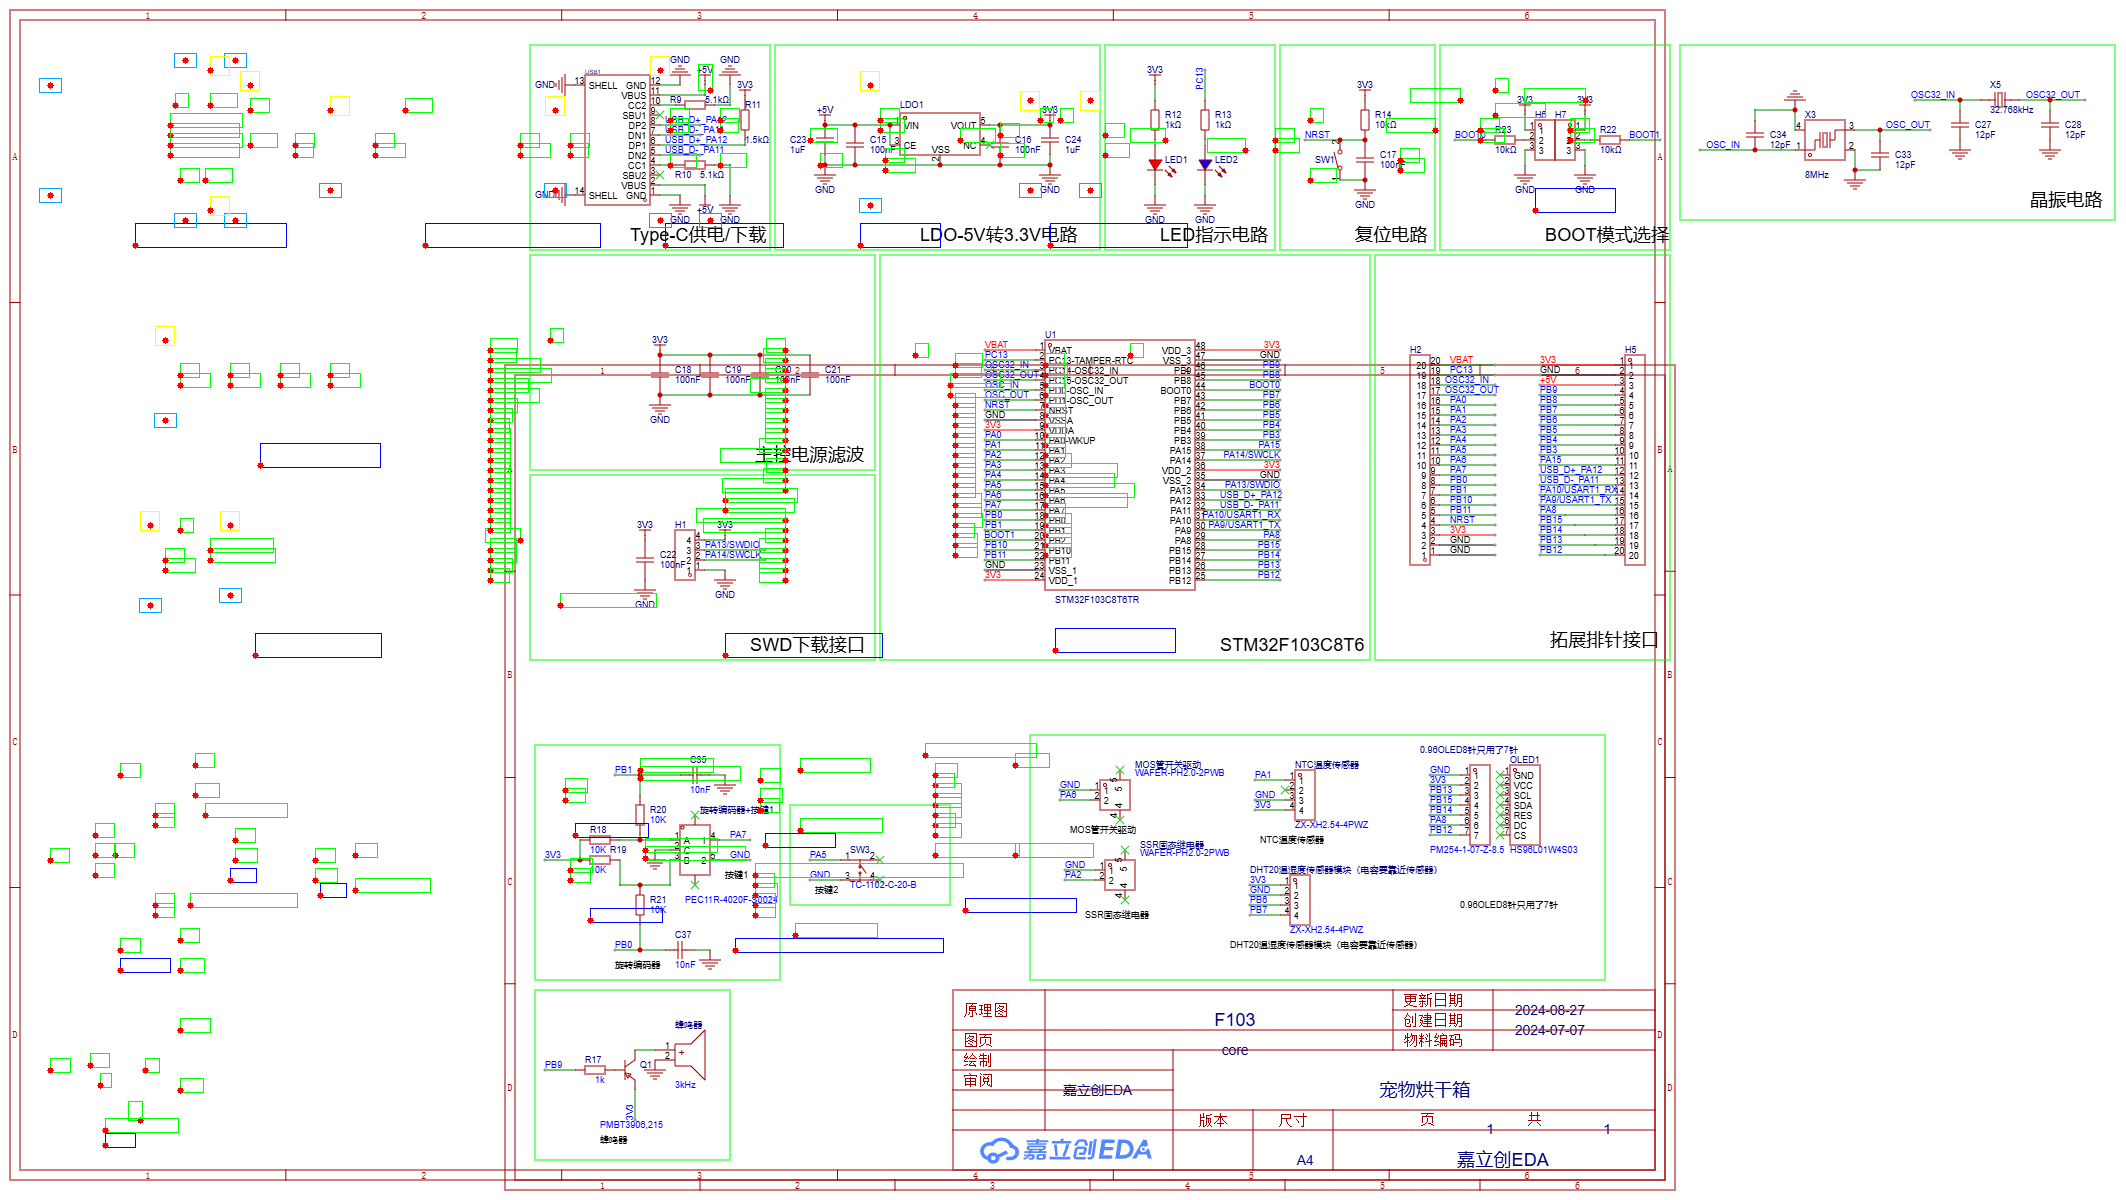 Type-C供电/下载
LDO-5V转3.3V电路
LED指示电路
复位电路
BOOT模式选择
晶振电路
USB1
GND
13
SHELL
GND
VBUS
CC2
SBU1
DP2
DN1
DP1
DN2
CC1
SBU2
VBUS
GND
14
SHELL
R9
5.1kΩ
R10
5.1kΩ
R11
1.5kΩ
3V3
+5V
USB_D+_PA12
USB_D-_PA11
LDO1
VIN
VOUT
CE
NC
VSS
C23
1uF
C15
C16
100nF
C24
1uF
3V3
R12
1kΩ
LED1
PC13
R13
1kΩ
LED2
3V3
R14
10kΩ
NRST
SW1
C17
GND
R23
10kΩ
H6
H7
R22
10kΩ
BOOT1
OSC_IN
C34
12pF
X3
8MHz
OSC_OUT
C33
12pF
OSC32_IN
X5
32.768kHz
OSC32_OUT
C27
12pF
C28
12pF
3V3
C18
100nF
C19
100nF
C21
100nF
GND
主控电源滤波
3V3
C22
100nF
H1
PA13/SWDIO
PA14/SWCLK
GND
SWD下载接口
U1
VBAT
PC13
OSC_IN
OSC_OUT
NRST
GND
3V3
PA0
PA1
PA2
PA3
PA4
PA5
PA6
PA7
PB0
PB1
BOOT1
PB10
PB11
GND
3V3
VDD_3
VSS_3
PB9
PB8
BOOT0
PB7
PB6
PB5
PB4
PB3
PA15
PA14
VDD_2
VSS_2
PA13
PA12
PA11
PA10
PA9
PA8
PB15
PB14
PB13
PB12
STM32F103C8T6TR
STM32F103C8T6
H2
VBAT
PC13
OSC32_IN
OSC32_OUT
PA0
PA1
PA2
PA3
PA4
PA5
PA6
PA7
PB0
PB1
PB10
PB11
NRST
3V3
GND
GND
H5
3V3
GND
+5V
PB9
PB8
PB7
PB6
PB5
PB4
PB3
PA15
USB_D+_PA12
USB_D-_PA11
PA10/USART1_RX
PA9/USART1_TX
PA8
PB15
PB14
PB13
PB12
拓展排针接口
PB1
C35
10nF
R20
10K
旋转编码器+按键1
R18
10K
R19
10K
3V3
PA7
GND
按键1
PEC11R-4020F-S0024
R21
10K
PB0
C37
10nF
旋转编码器
PA5
GND
SW3
按键2
TC-1102-C-20-B
MOS管开关驱动
WAFER-PH2.0-2PWB
GND
PA6
MOS管开关驱动
SSR固态继电器
WAFER-PH2.0-2PWB
GND
PA2
SSR固态继电器
NTC温度传感器
PA1
GND
3V3
ZX-XH2.54-4PWZ
NTC温度传感器
DHT20温湿度传感器模块（电容要靠近传感器）
3V3
GND
PB6
PB7
ZX-XH2.54-4PWZ
DHT20温湿度传感器模块（电容要靠近传感器）
0.96OLED8针只用了7针
OLED1
GND
3V3
PB13
PB15
PB14
PA8
PB12
GND
VCC
SCL
SDA
RES
DC
CS
PM254-1-07-Z-8.5
HS96L01W4S03
0.96OLED8针只用了7针
蜂鸣器
PB9
R17
1k
Q1
3kHz
3V3
PMBT3906,215
蜂鸣器
原理图
F103
更新日期
2024-08-27
创建日期
2024-07-07
图页
core
物料编码
绘制
审阅
嘉立创EDA
宠物烘干箱
版本
尺寸
页
1
共
1
嘉立创EDA
A4
嘉立创EDA